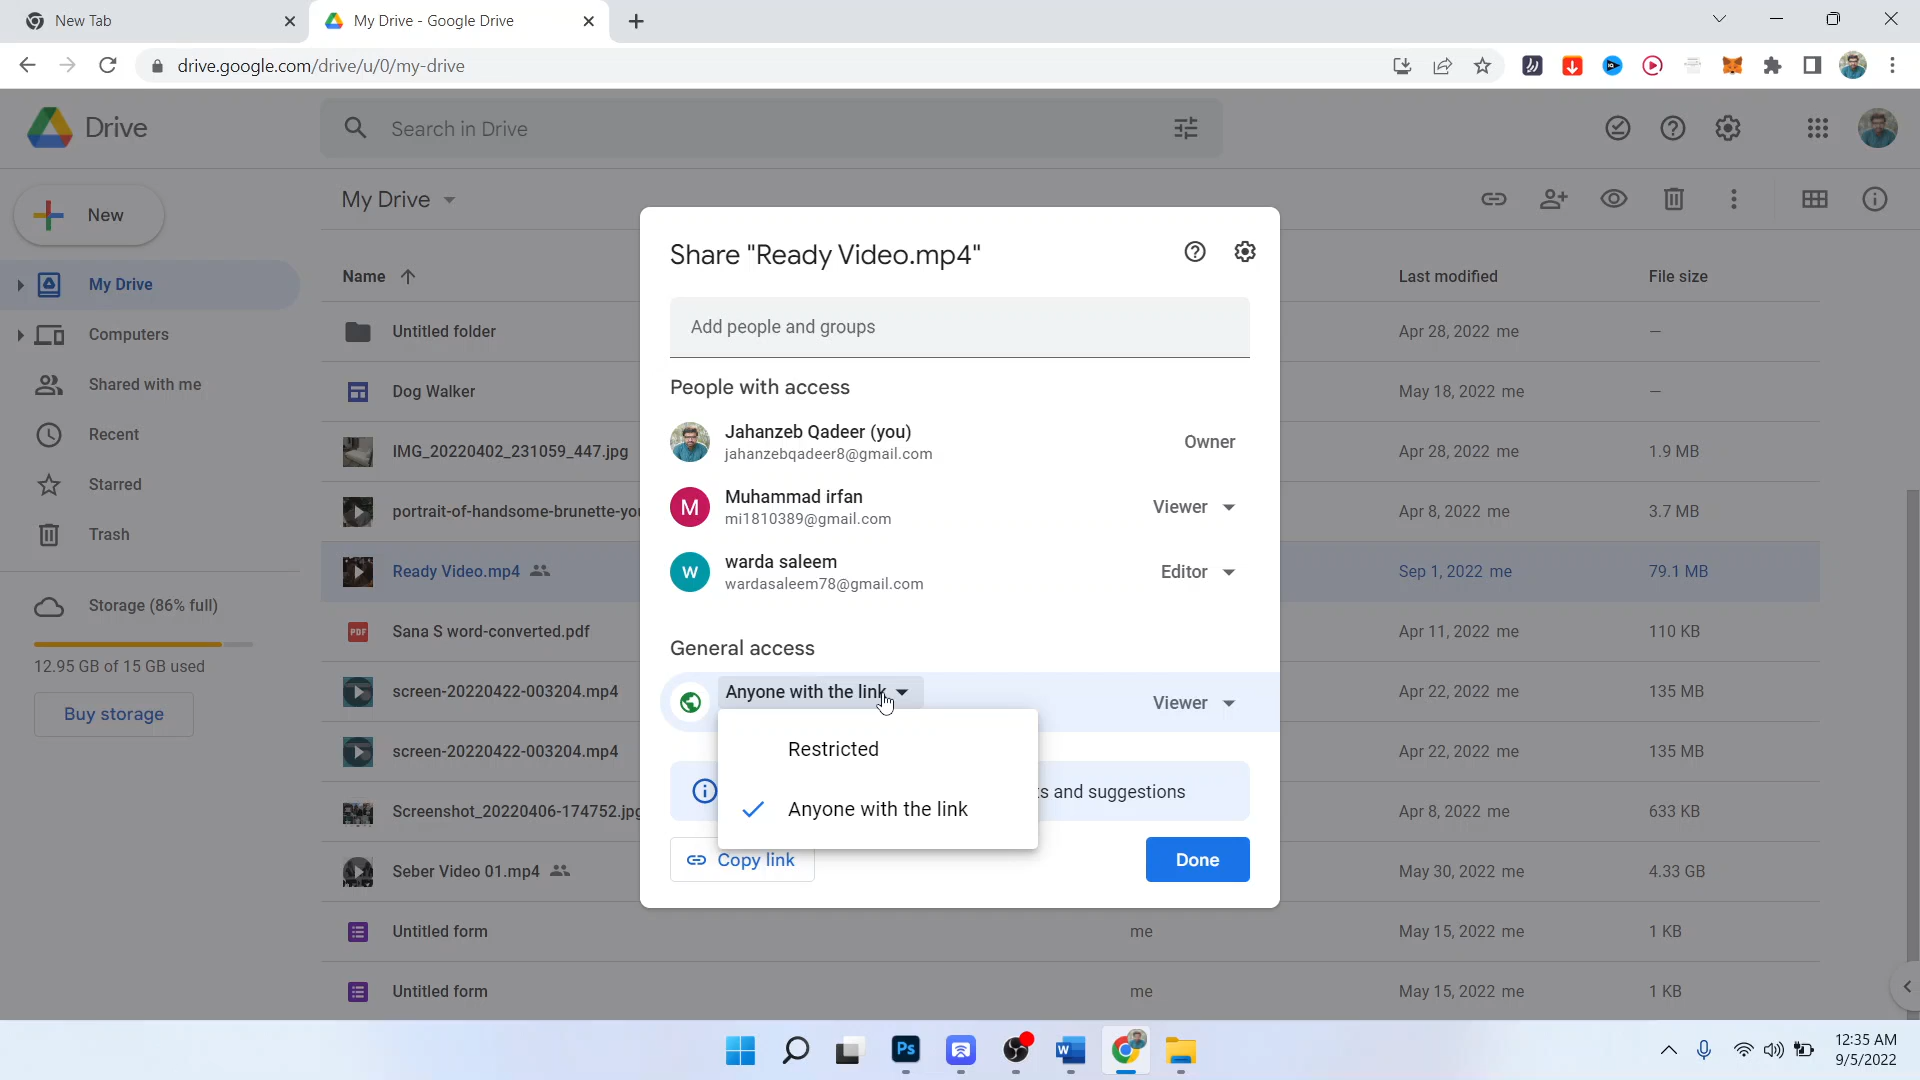 New Tab
My Drive - Google Drive
drive.google.com/drive/u/0/my-drive
Drive
Search in Drive
New
My Drive
Computers
Shared with me
Recent
Starred
Trash
Storage (86% full)
12.95 GB of 15 GB used
Buy storage
My Drive
Name
Last modified
File size
Untitled folder
Apr 28, 2022 me
—
Dog Walker
May 18, 2022 me
—
IMG_20220402_231059_447.jpg
Apr 28, 2022 me
1.9 MB
portrait-of-handsome-brunette-you
Apr 8, 2022 me
3.7 MB
Ready Video.mp4
Sep 1, 2022 me
79.1 MB
PDF
Sana S word-converted.pdf
Apr 11, 2022 me
110 KB
screen-20220422-003204.mp4
Apr 22, 2022 me
135 MB
screen-20220422-003204.mp4
Apr 22, 2022 me
135 MB
Screenshot_20220406-174752.jpg
Apr 8, 2022 me
633 KB
Seber Video 01.mp4
May 30, 2022 me
4.33 GB
Untitled form
me
May 15, 2022 me
1 KB
Untitled form
me
May 15, 2022 me
1 KB
Share "Ready Video.mp4"
Add people and groups
People with access
Jahanzeb Qadeer (you)
jahanzebqadeer8@gmail.com
Owner
M
Muhammad irfan
mi1810389@gmail.com
Viewer
W
warda saleem
wardasaleem78@gmail.com
Editor
General access
Anyone with the link
Viewer
Restricted
Anyone with the link
ts and suggestions
Copy link
Done
Ps
W
12:35 AM
9/5/2022